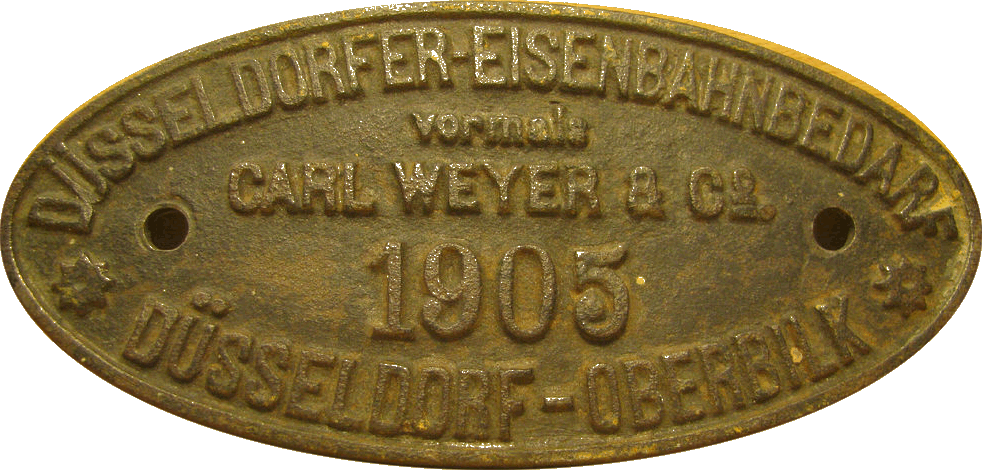 DÜSSELDORFER-EISENBAHNBEDARF
vormals
CARL WEYER & Co.
1905
DÜSSELDORF-OBERBILK